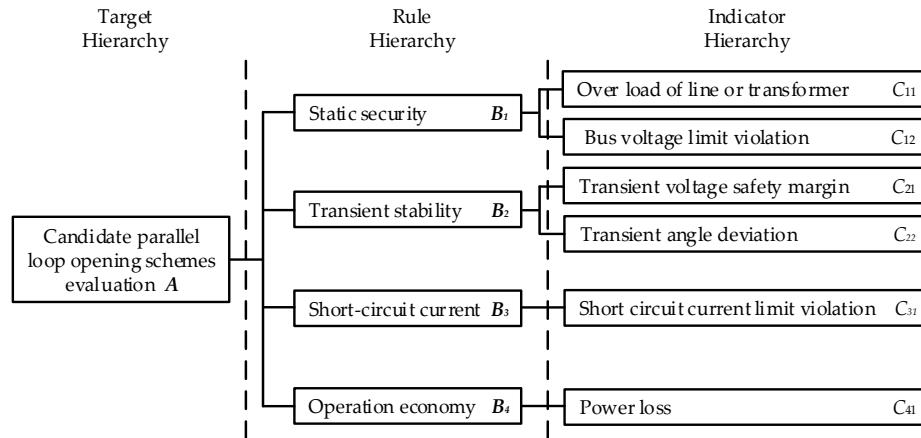 Target
Hierarchy
Rule
Hierarchy
Indicator
Hierarchy
Candidate parallel
loop opening schemes
evaluation A
Static security B1
Transient stability B2
Short-circuit current B3
Operation economy B4
Over load of line or transformer C11
Bus voltage limit violation C12
Transient voltage safety margin C21
Transient angle deviation C22
Short circuit current limit violation C31
Power loss C41